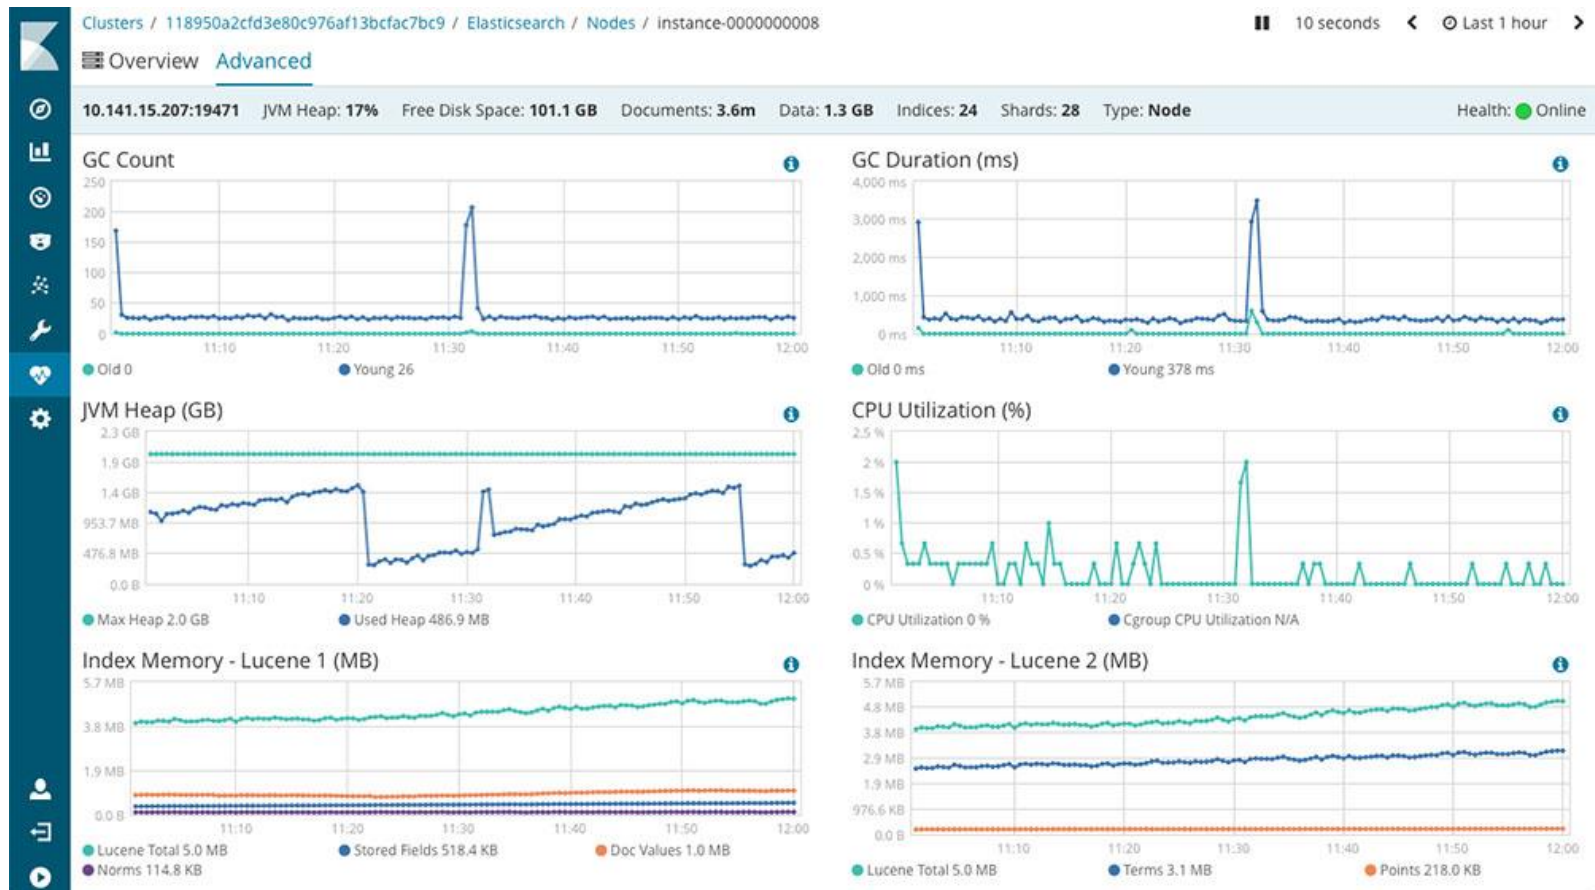 Clusters / 118950a2cfd3e80c976af13bcfac7bc9 / Elasticsearch / Nodes / instance-0000000008
10 seconds Last 1 hour
Overview Advanced
10.141.15.207:19471 JVM Heap: 17% Free Disk Space: 101.1 GB Documents: 3.6m Data: 1.3 GB Indices: 24 Shards: 28 Type: Node Health: Online
GC Count
250
200
150
100
50
0
11:10 11:20 11:30 11:40 11:50 12:00
Old 0 Young 26
GC Duration (ms)
4,000 ms
3,000 ms
2,000 ms
1,000 ms
0 ms
11:10 11:20 11:30 11:40 11:50 12:00
Old 0 ms Young 378 ms
JVM Heap (GB)
2.3 GB
1.9 GB
1.4 GB
953.7 MB
476.8 MB
0.0 B
11:10 11:20 11:30 11:40 11:50 12:00
Max Heap 2.0 GB Used Heap 486.9 MB
CPU Utilization (%)
2.5 %
2 %
1.5 %
1 %
0.5 %
0 %
11:10 11:20 11:30 11:40 11:50 12:00
CPU Utilization 0 % Cgroup CPU Utilization N/A
Index Memory - Lucene 1 (MB)
5.7 MB
3.8 MB
1.9 MB
0.0 B
11:10 11:20 11:30 11:40 11:50 12:00
Lucene Total 5.0 MB Stored Fields 518.4 KB Doc Values 1.0 MB
Norms 114.8 KB
Index Memory - Lucene 2 (MB)
5.7 MB
4.8 MB
3.8 MB
2.9 MB
1.9 MB
976.6 KB
0.0 B
11:10 11:20 11:30 11:40 11:50 12:00
Lucene Total 5.0 MB Terms 3.1 MB Points 218.0 KB